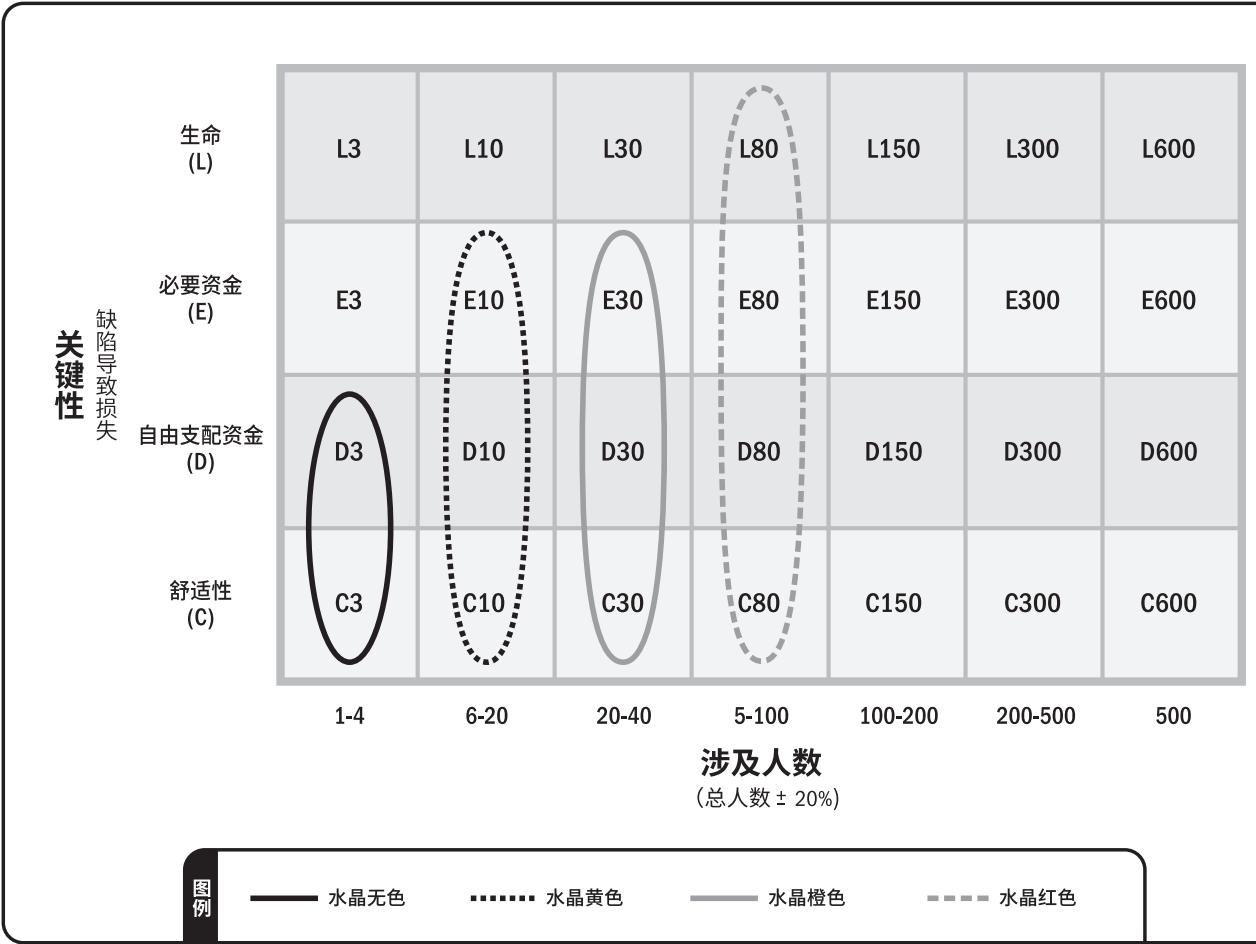 生命
(L)
L3 L10 L30 L80 L150 L300 L600
必要资金
(E)
E3 E10 E30 E80 E150 E300 E600
关键性
缺陷导致损失
自由支配资金
(D)
D3 D10 D30 D80 D150 D300 D600
舒适性
(C)
C3 C10 C30 C80 C150 C300 C600
1-4 6-20 20-40 5-100 100-200 200-500 500
涉及人数
(总人数 ± 20%)
图例
水晶无色 水晶黄色 水晶橙色 水晶红色